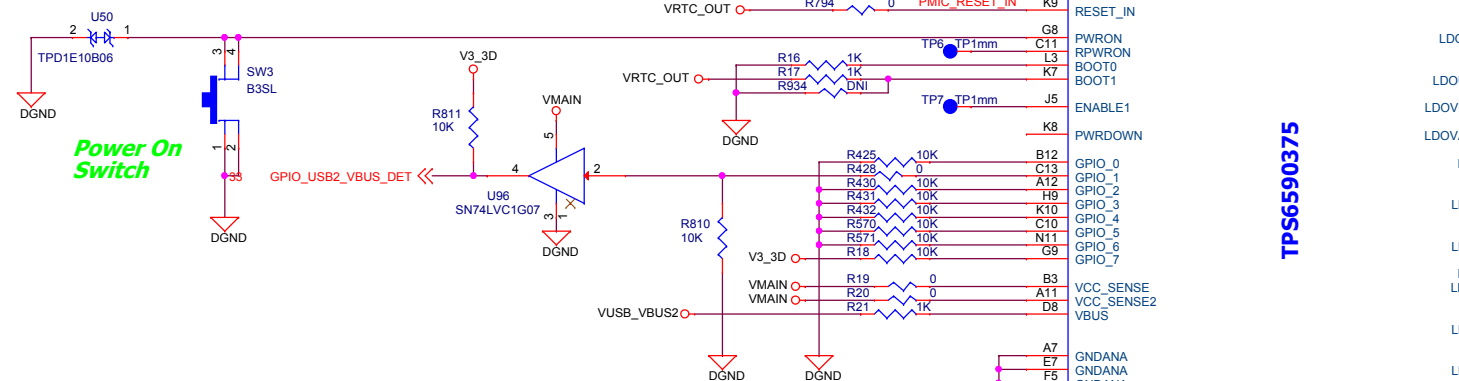 VRTC_OUT R794 0 PMIC_RESET_IN K9 RESET_IN
U50
2 1
TPD1E10B06
DGND
3 4
SW3
B3SL
1 2
33
Power On
Switch
DGND
V3_3D
R811
10K
VMAIN
5
GPIO_USB2_VBUS_DET
4 2
U96
SN74LVC1G07
3 1
DGND
R810
10K
DGND
G8 PWRON
TP6 TP1mm C11 RPWRON
R16 1K L3 BOOT0
VRTC_OUT R17 1K K7 BOOT1
R934 DNI
DGND
TP7 TP1mm J5 ENABLE1
K8 PWRDOWN
R425 10K B12 GPIO_0
R428 0 C13 GPIO_1
R430 10K A12 GPIO_2
R431 10K H9 GPIO_3
R432 10K K10 GPIO_4
R570 10K C10 GPIO_5
R571 10K N11 GPIO_6
V3_3D R18 10K G9 GPIO_7
VMAIN R19 0 B3 VCC_SENSE
VMAIN R20 0 A11 VCC_SENSE2
VUSB_VBUS2 R21 1K D8 VBUS
DGND
A7 GNDANA
E7 GNDANA
F5
TPS6590375